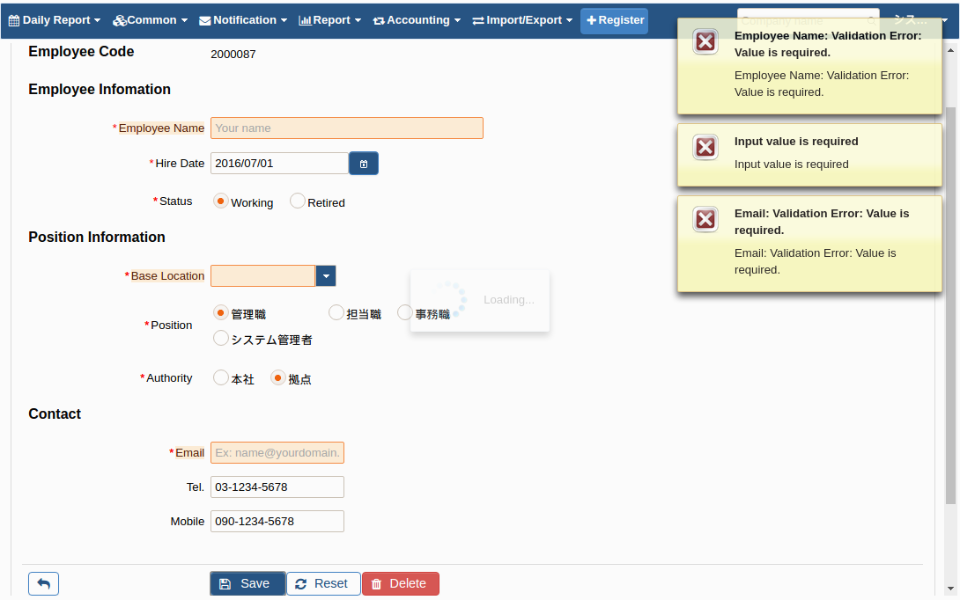 Daily Report Common Notification Report Accounting Import/Export Register Company name シス...
Employee Code 2000087
Employee Infomation
*Employee Name Your name
*Hire Date 2016/07/01
*Status Working Retired
Position Information
*Base Location
*Position 管理職 担当職 事務職
システム管理者
*Authority 本社 拠点
Contact
*Email Ex: name@yourdomain.
Tel. 03-1234-5678
Mobile 090-1234-5678
Save Reset Delete
Loading...
Employee Name: Validation Error:
Value is required.
Employee Name: Validation Error:
Value is required.
Input value is required
Input value is required
Email: Validation Error: Value is
required.
Email: Validation Error: Value is
required.